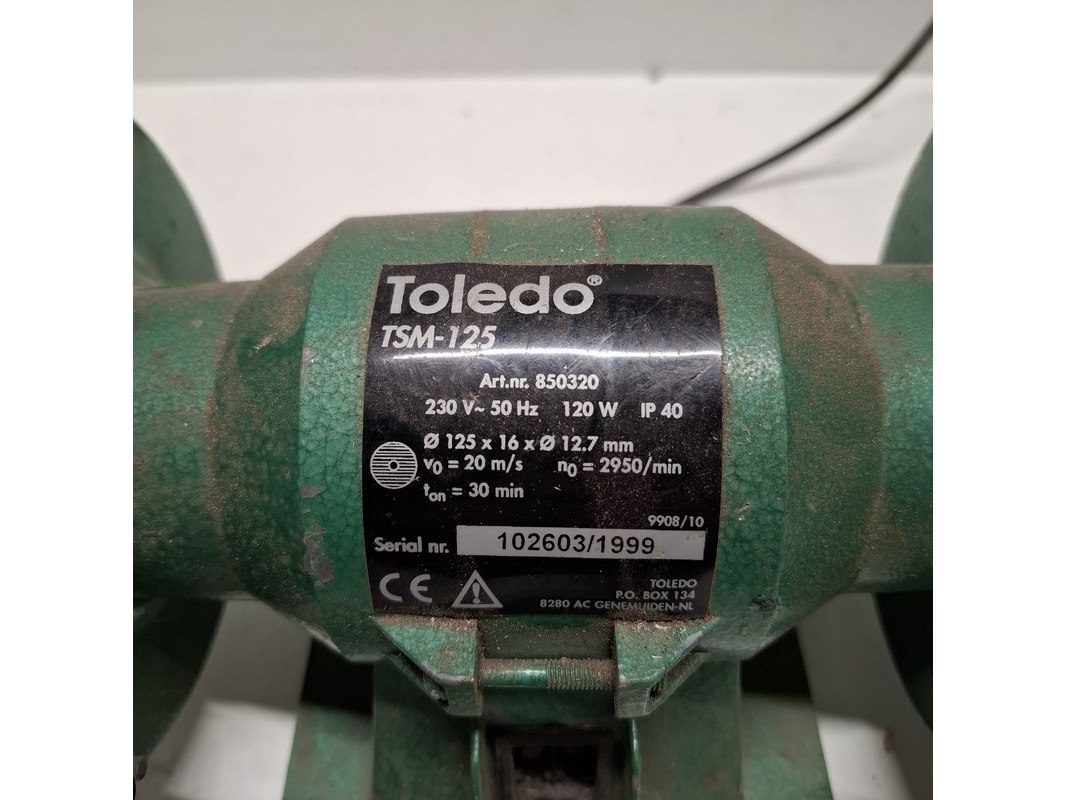 Toledo®
TSM-125
Art.nr. 850320
230 V~ 50 Hz 120 W IP 40
Ø 125 x 16 x Ø 12.7 mm
v0 = 20 m/s n0 = 2950/min
ton = 30 min
9908/10
Serial nr. 102603/1999
CE
TOLEDO
P.O. BOX 134
8280 AC GENEMUIDEN-NL